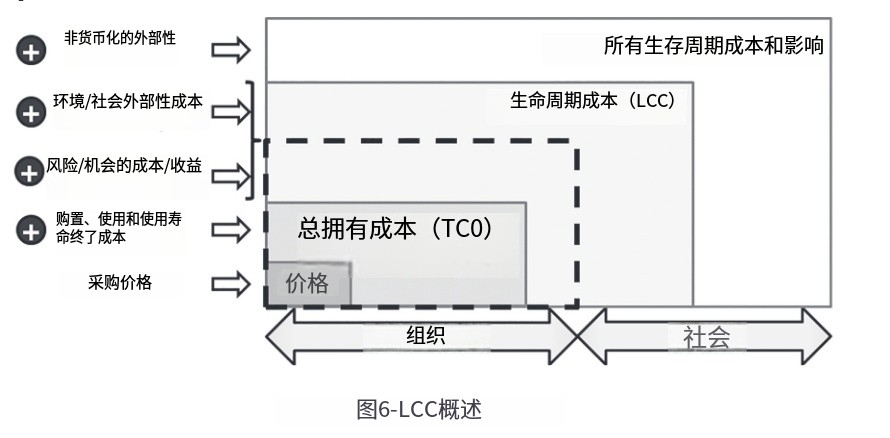 非货币化的外部性
所有生存周期成本和影响
环境/社会外部性成本
生命周期成本（LCC）
风险/机会的成本/收益
购置、使用和使用寿
命终了成本
总拥有成本（TC0）
采购价格
价格
组织
社会
图6-LCC概述